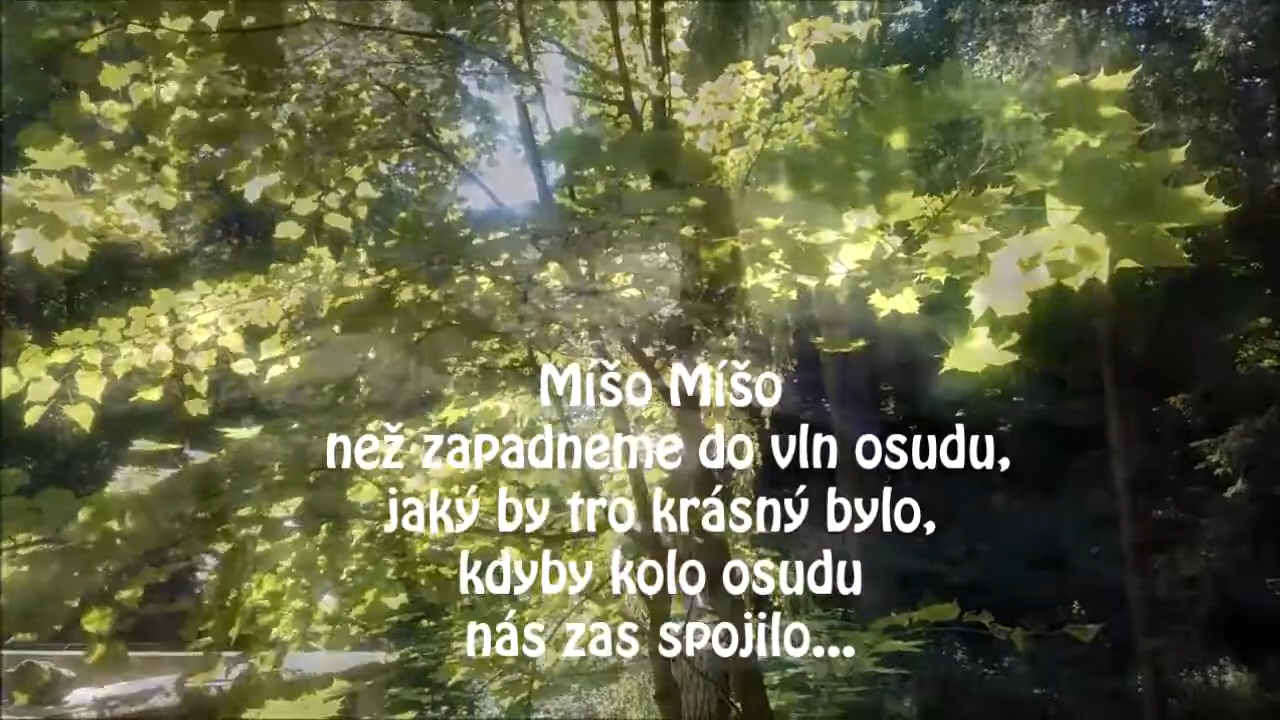 Míšo Míšo
než zapadneme do vln osudu,
jaký by tro krásný bylo,
kdyby kolo osudu
nás zas spojilo...